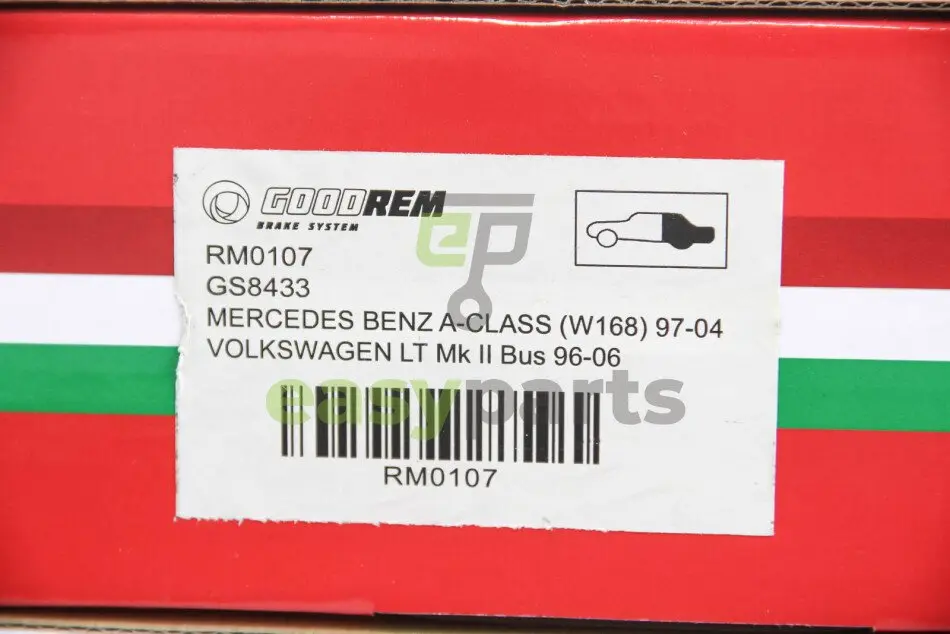 GOODREM
BRAKE SYSTEM
RM0107
GS8433
MERCEDES BENZ A-CLASS (W168) 97-04
VOLKSWAGEN LT Mk II Bus 96-06
RM0107
ep
easyparts